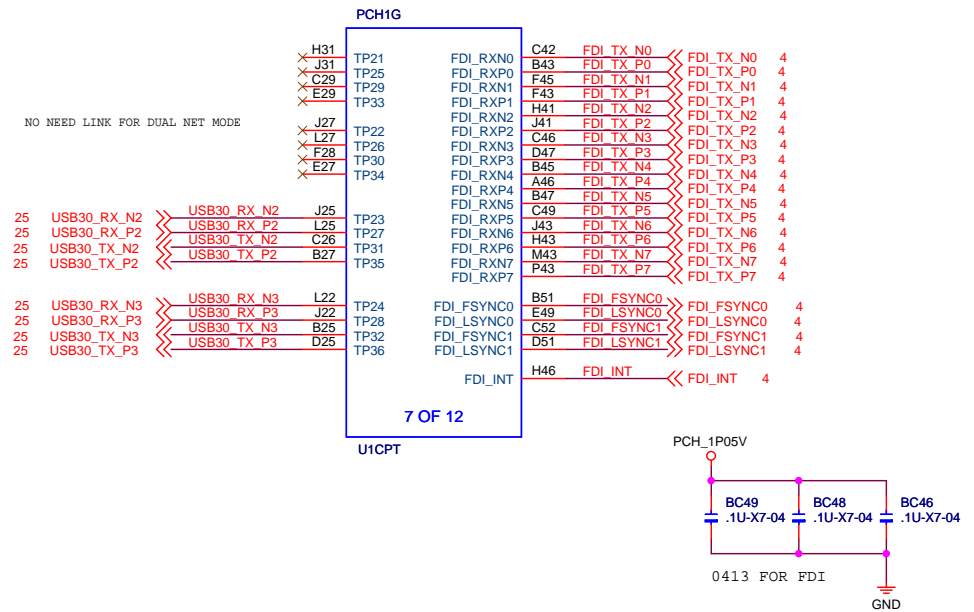 PCH1G
H31 TP21 FDI_RXN0 C42 FDI_TX_N0 FDI_TX_N0 4
J31 TP25 FDI_RXP0 B43 FDI_TX_P0 FDI_TX_P0 4
C29 TP29 FDI_RXN1 F45 FDI_TX_N1 FDI_TX_N1 4
E29 TP33 FDI_RXP1 F43 FDI_TX_P1 FDI_TX_P1 4
FDI_RXN2 H41 FDI_TX_N2 FDI_TX_N2 4
NO NEED LINK FOR DUAL NET MODE
J27 TP22 FDI_RXP2 J41 FDI_TX_P2 FDI_TX_P2 4
L27 TP26 FDI_RXN3 C46 FDI_TX_N3 FDI_TX_N3 4
F28 TP30 FDI_RXP3 D47 FDI_TX_P3 FDI_TX_P3 4
E27 TP34 FDI_RXN4 B45 FDI_TX_N4 FDI_TX_N4 4
FDI_RXP4 A46 FDI_TX_P4 FDI_TX_P4 4
FDI_RXN5 B47 FDI_TX_N5 FDI_TX_N5 4
25 USB30_RX_N2 USB30_RX_N2 J25 TP23 FDI_RXP5 C49 FDI_TX_P5 FDI_TX_P5 4
25 USB30_RX_P2 USB30_RX_P2 L25 TP27 FDI_RXN6 J43 FDI_TX_N6 FDI_TX_N6 4
25 USB30_TX_N2 USB30_TX_N2 C26 TP31 FDI_RXP6 H43 FDI_TX_P6 FDI_TX_P6 4
25 USB30_TX_P2 USB30_TX_P2 B27 TP35 FDI_RXN7 M43 FDI_TX_N7 FDI_TX_N7 4
FDI_RXP7 P43 FDI_TX_P7 FDI_TX_P7 4
25 USB30_RX_N3 USB30_RX_N3 L22 TP24 FDI_FSYNC0 B51 FDI_FSYNC0 FDI_FSYNC0 4
25 USB30_RX_P3 USB30_RX_P3 J22 TP28 FDI_LSYNC0 E49 FDI_LSYNC0 FDI_LSYNC0 4
25 USB30_TX_N3 USB30_TX_N3 B25 TP32 FDI_FSYNC1 C52 FDI_FSYNC1 FDI_FSYNC1 4
25 USB30_TX_P3 USB30_TX_P3 D25 TP36 FDI_LSYNC1 D51 FDI_LSYNC1 FDI_LSYNC1 4
FDI_INT H46 FDI_INT FDI_INT 4
7 OF 12
U1CPT
PCH_1P05V
BC49 BC48 BC46
.1U-X7-04 .1U-X7-04 .1U-X7-04
0413 FOR FDI
GND